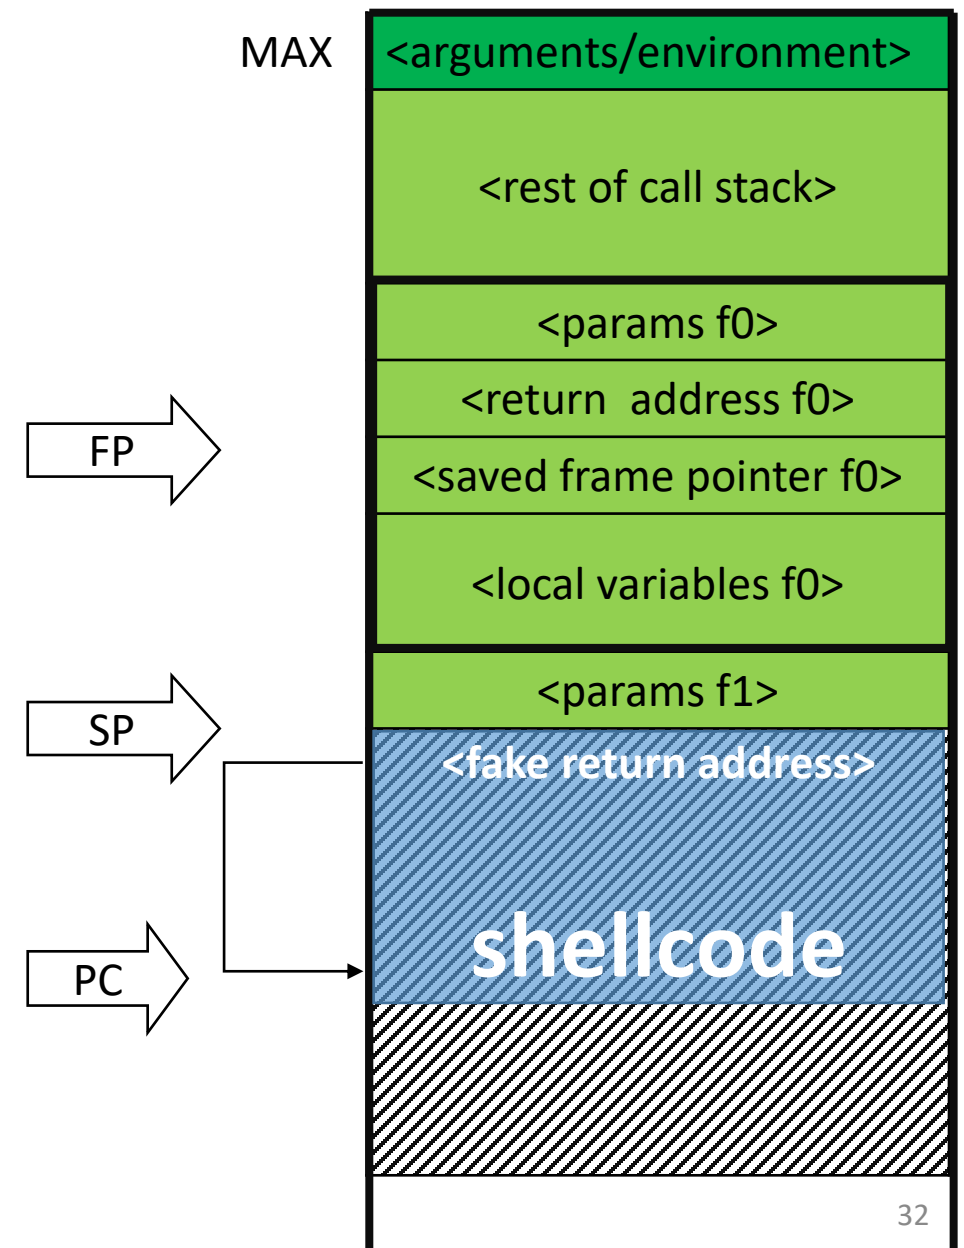 MAX
<arguments/environment>
<rest of call stack>
<params f0>
<return address f0>
FP
<saved frame pointer f0>
<local variables f0>
<params f1>
SP
<fake return address>
shellcode
PC
32